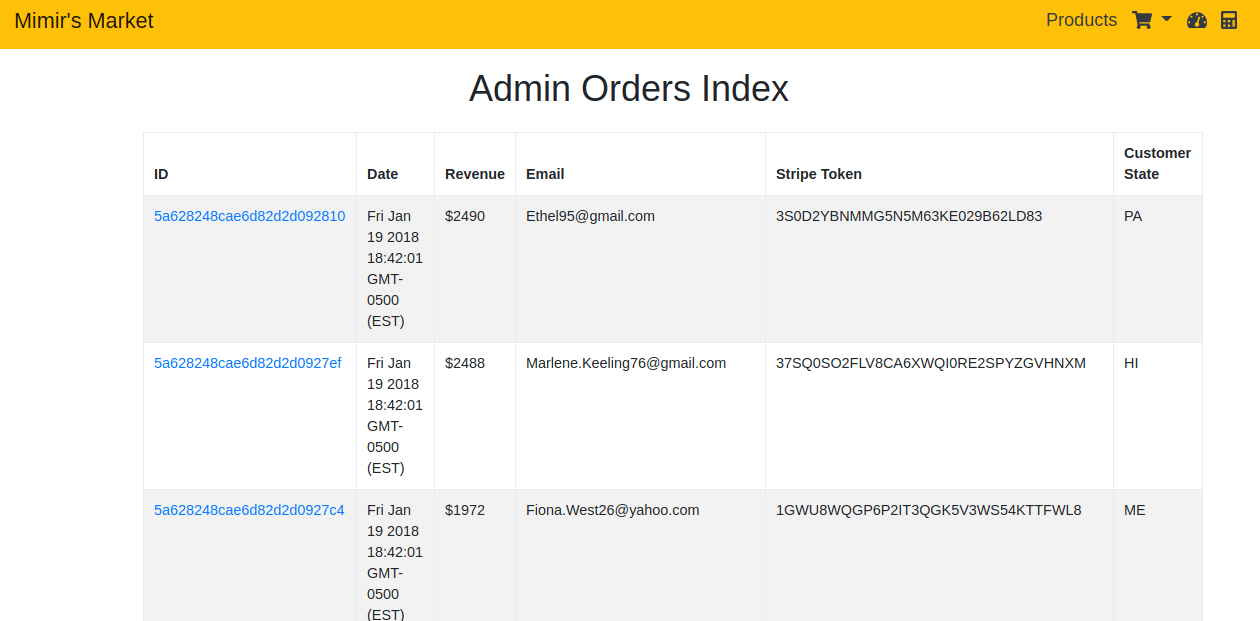 Mimir's Market
Products
Admin Orders Index
ID Date Revenue Email Stripe Token Customer State
5a628248cae6d82d2d092810 Fri Jan $2490 Ethel95@gmail.com 3S0D2YBNMMG5N5M63KE029B62LD83 PA
19 2018
18:42:01
GMT-
0500
(EST)
5a628248cae6d82d2d0927ef Fri Jan $2488 Marlene.Keeling76@gmail.com 37SQ0SO2FLV8CA6XWQI0RE2SPYZGVHNXM HI
19 2018
18:42:01
GMT-
0500
(EST)
5a628248cae6d82d2d0927c4 Fri Jan $1972 Fiona.West26@yahoo.com 1GWU8WQGP6P2IT3QGK5V3WS54KTTFWL8 ME
19 2018
18:42:01
GMT-
0500
(EST)